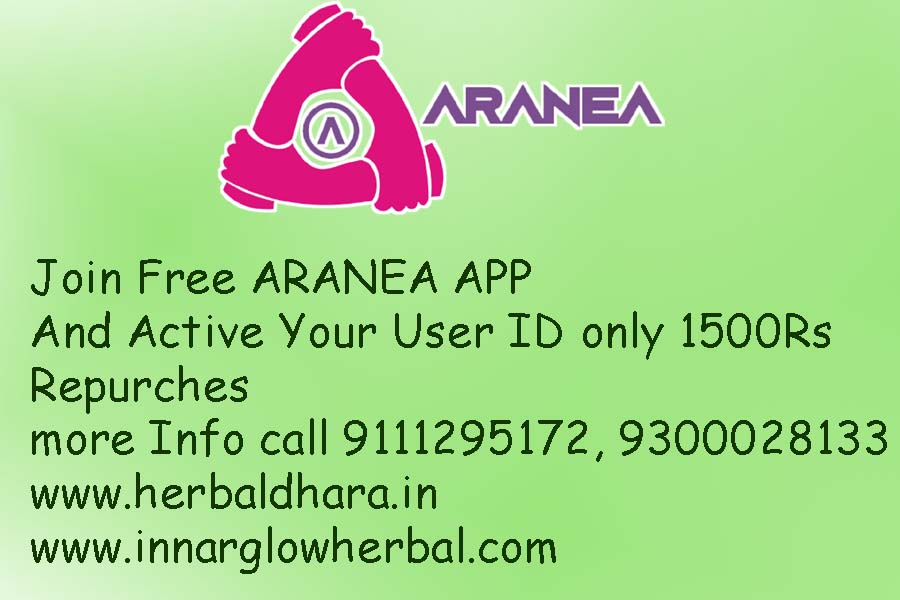 ARANEA
Join Free ARANEA APP
And Active Your User ID only 1500Rs
Repurches
more Info call 9111295172, 9300028133
www.herbaldhara.in
www.innarglowherbal.com